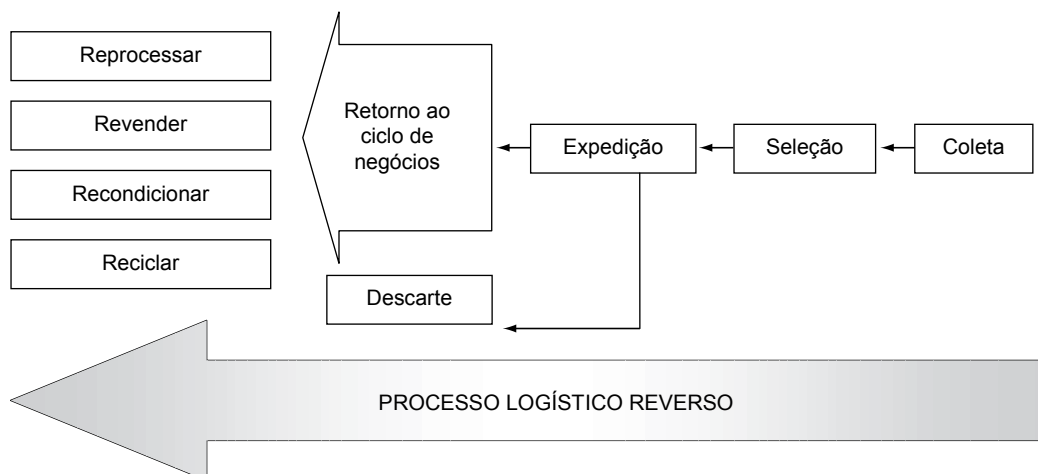 Reprocessar
Revender
Recondicionar
Reciclar
Retorno ao
ciclo de
negócios
Expedição
Seleção
Coleta
Descarte
PROCESSO LOGÍSTICO REVERSO